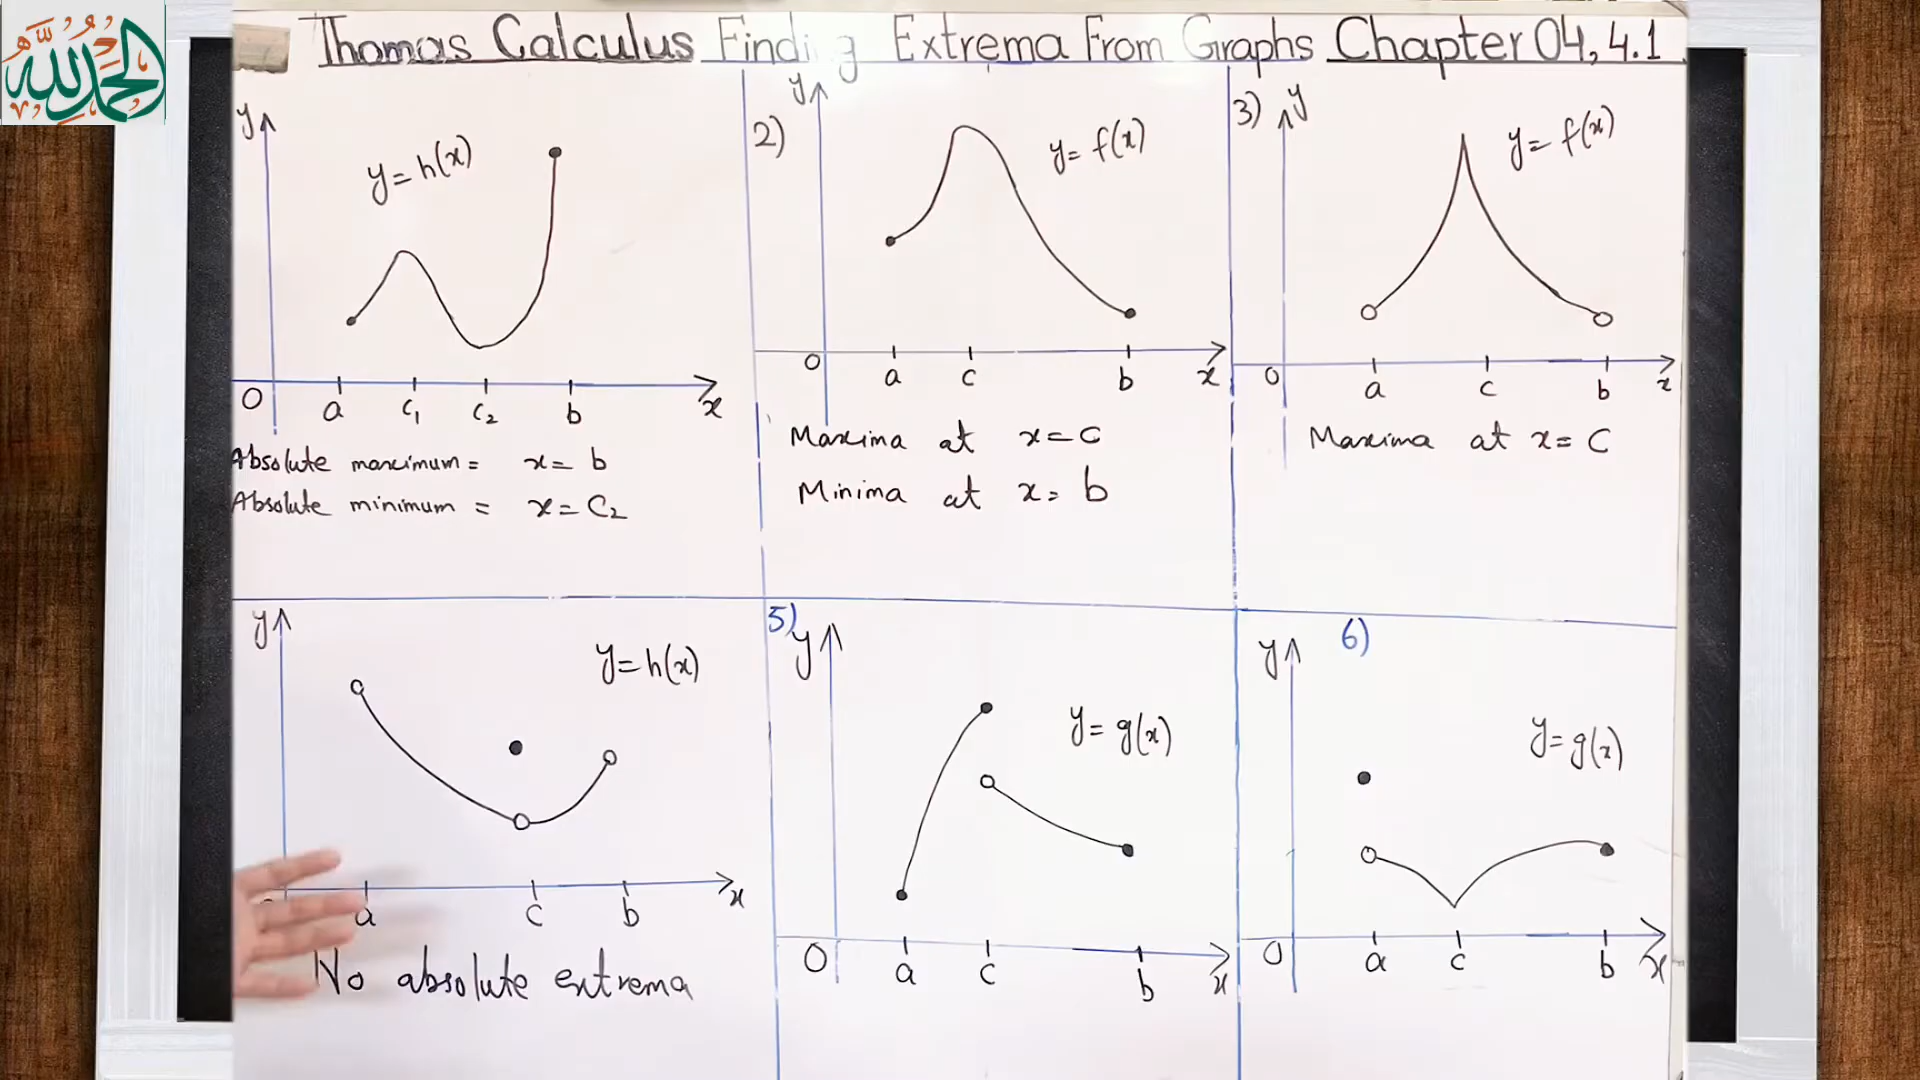 الحمد لله
Thomas Calculus Finding Extrema From Graphs Chapter 04, 4.1
y
y = h(x)
0 a c₁ c₂ b x
Absolute maximum = x = b
Absolute minimum = x = c₂
2)
y
y = f(x)
0 a c b x
Maxima at x = c
Minima at x = b
3) y
y = f(x)
0 a c b x
Maxima at x = c
y
y = h(x)
a c b x
No absolute extrema
5)
y
y = g(x)
0 a c b x
6)
y
y = g(x)
0 a c b x